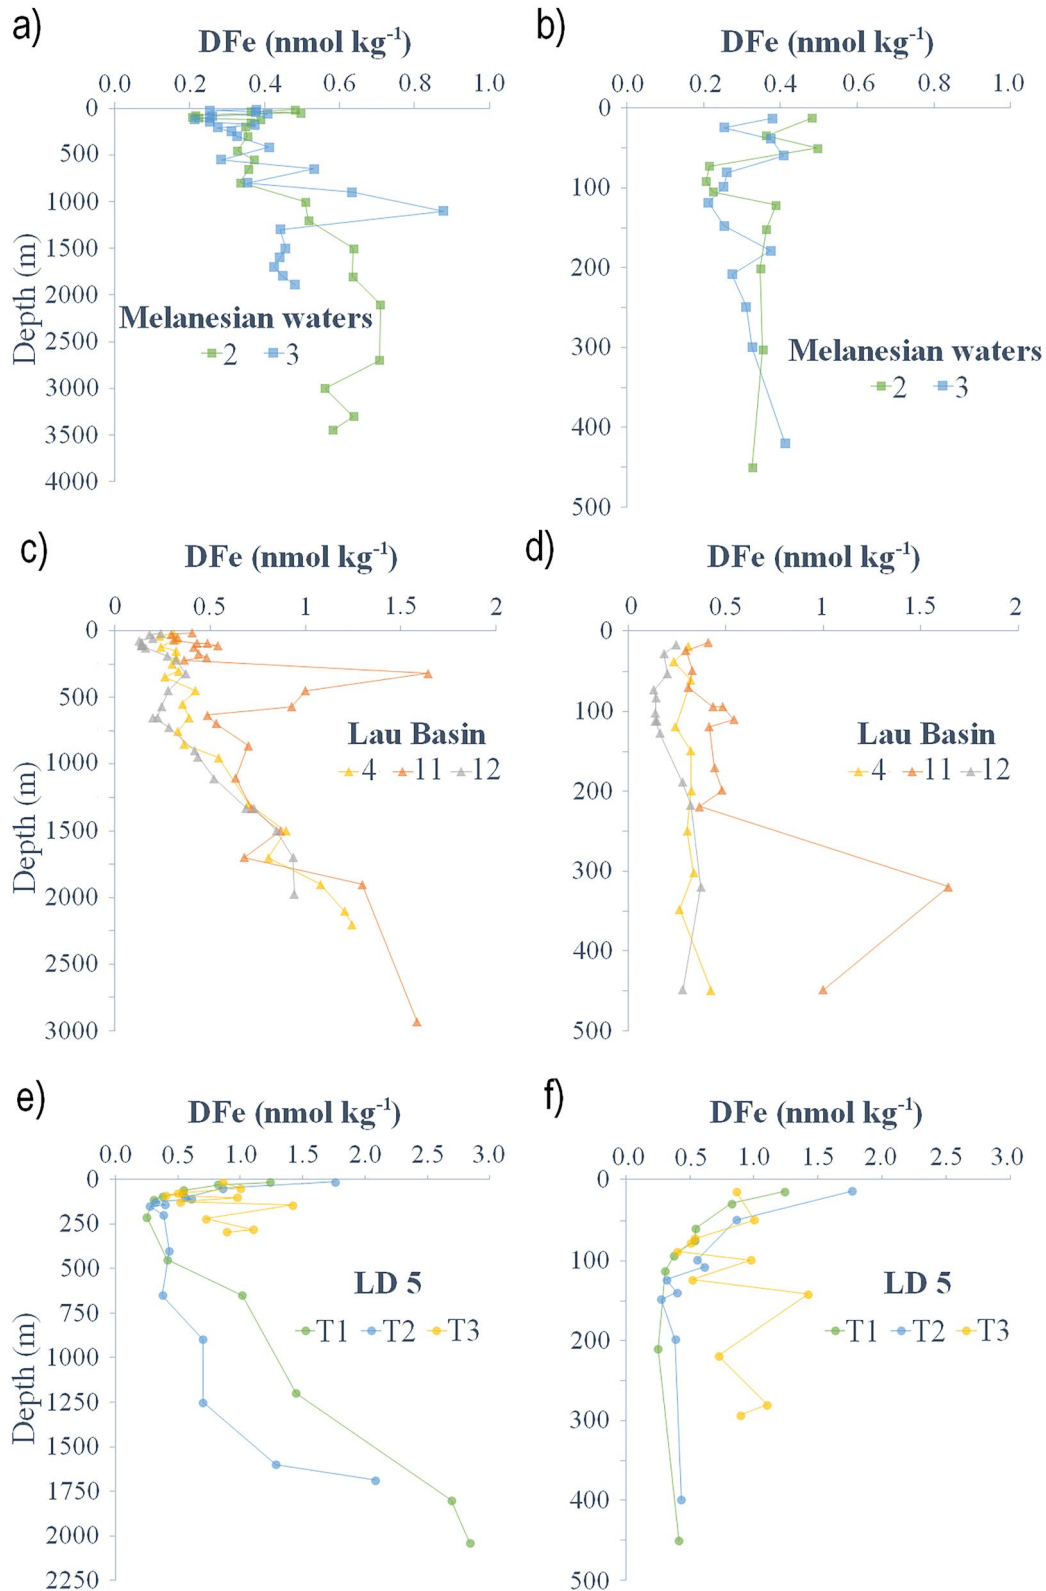 a)
DFe (nmol kg⁻¹)
0.0 0.2 0.4 0.6 0.8 1.0
0
500
1000
1500
2000
2500
3000
3500
4000
Depth (m)
Melanesian waters
2 3
b)
DFe (nmol kg⁻¹)
0.0 0.2 0.4 0.6 0.8 1.0
0
100
200
300
400
500
Melanesian waters
2 3
c)
DFe (nmol kg⁻¹)
0 0.5 1 1.5 2
0
500
1000
1500
2000
2500
3000
Depth (m)
Lau Basin
4 11 12
d)
DFe (nmol kg⁻¹)
0 0.5 1 1.5 2
0
100
200
300
400
500
Lau Basin
4 11 12
e)
DFe (nmol kg⁻¹)
0.0 0.5 1.0 1.5 2.0 2.5 3.0
0
250
500
750
1000
1250
1500
1750
2000
2250
Depth (m)
LD 5
T1 T2 T3
f)
DFe (nmol kg⁻¹)
0.0 0.5 1.0 1.5 2.0 2.5 3.0
0
100
200
300
400
500
LD 5
T1 T2 T3